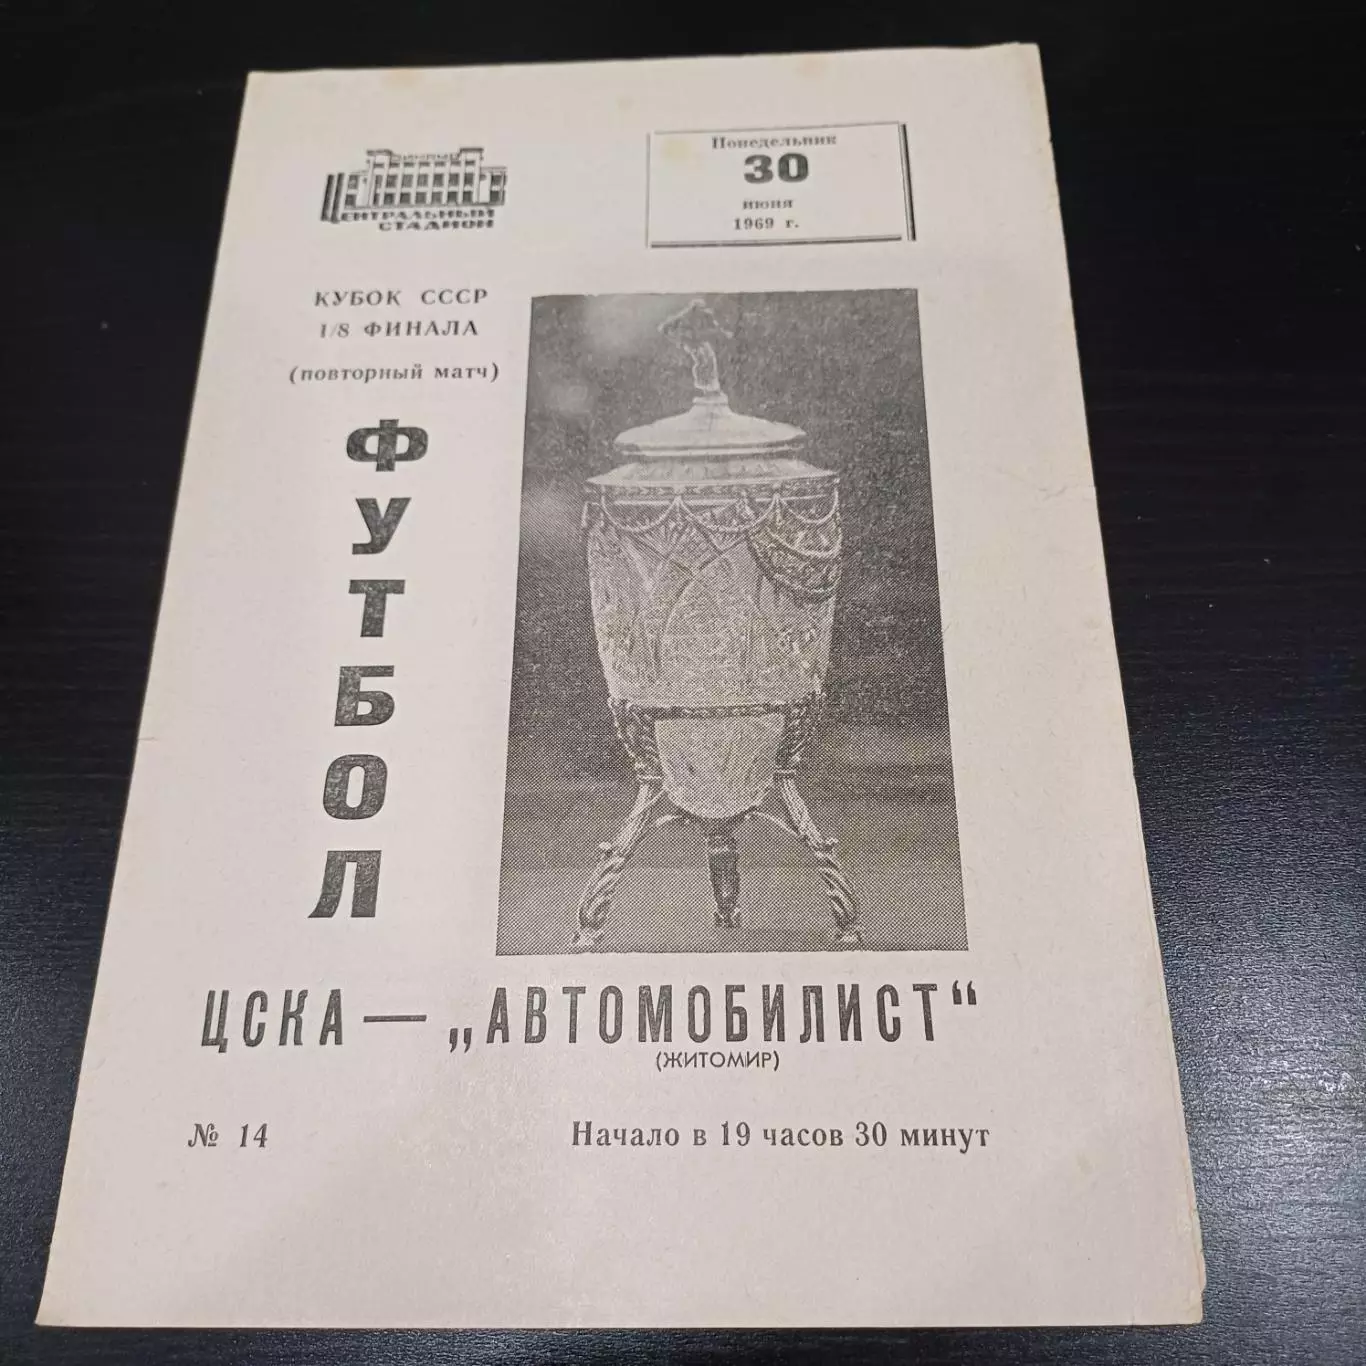 ЦЕНТРАЛЬНЫЙ
СТАДИОН
Понедельник
30
июня
1969 г.
КУБОК СССР
1/8 ФИНАЛА
(повторный матч)
ФУТБОЛ
ЦСКА — „АВТОМОБИЛИСТ“
(ЖИТОМИР)
№ 14
Начало в 19 часов 30 минут